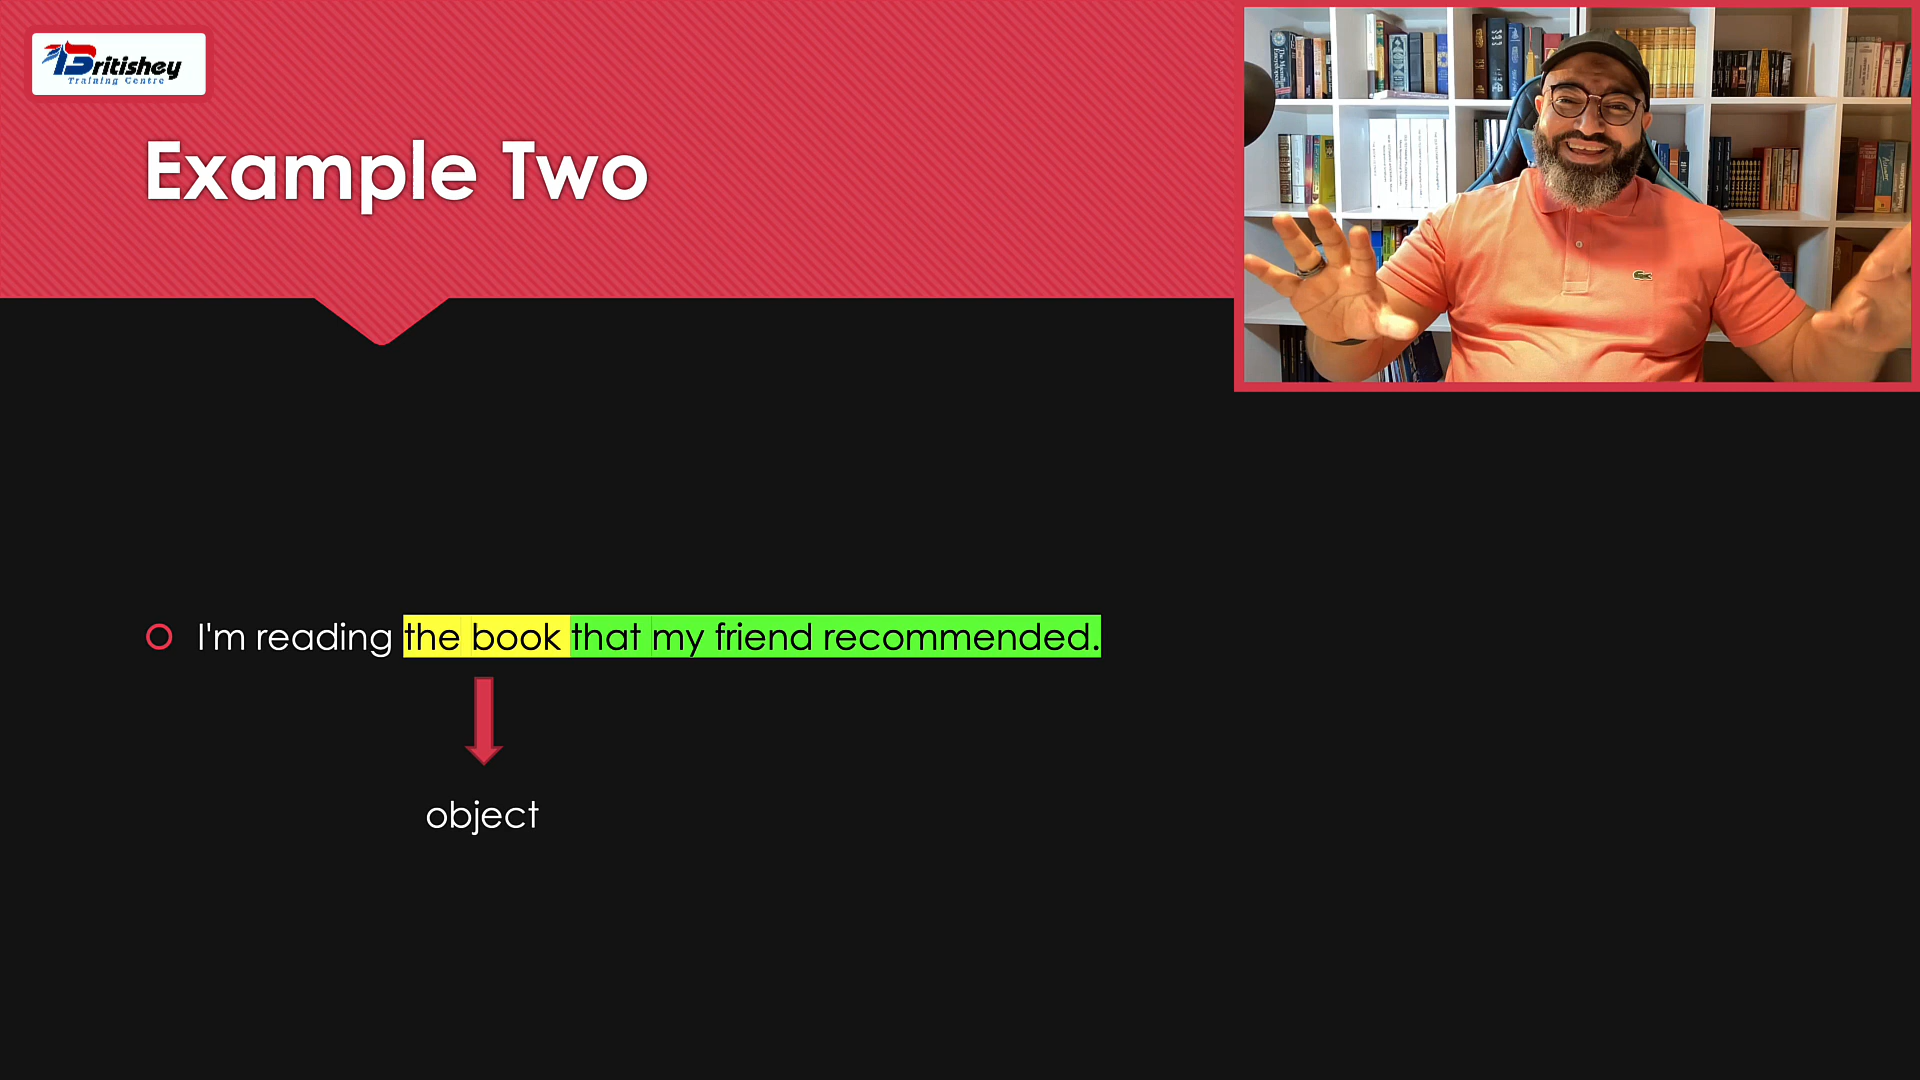 Britishey
Training Centre
Example Two
I'm reading the book that my friend recommended.
object